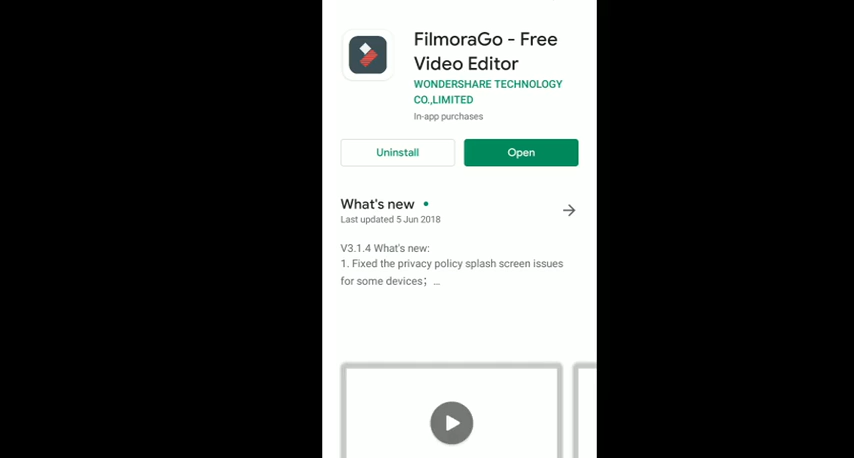 FilmoraGo - Free
Video Editor
WONDERSHARE TECHNOLOGY
CO.,LIMITED
In-app purchases
Uninstall
Open
What's new
Last updated 5 Jun 2018
V3.1.4 What's new:
1. Fixed the privacy policy splash screen issues
for some devices；...